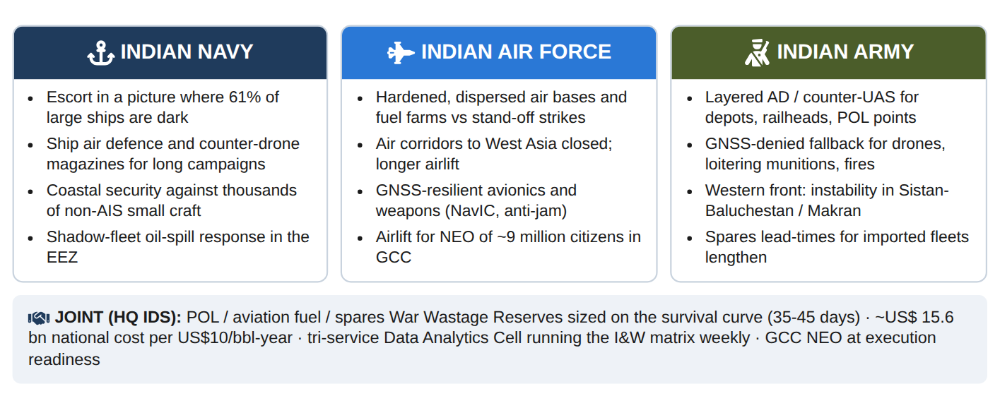 INDIAN NAVY
Escort in a picture where 61% of
large ships are dark
Ship air defence and counter-drone
magazines for long campaigns
Coastal security against thousands
of non-AIS small craft
Shadow-fleet oil-spill response in the
EEZ
INDIAN AIR FORCE
Hardened, dispersed air bases and
fuel farms vs stand-off strikes
Air corridors to West Asia closed;
longer airlift
GNSS-resilient avionics and
weapons (NavIC, anti-jam)
Airlift for NEO of ~9 million citizens in
GCC
INDIAN ARMY
Layered AD / counter-UAS for
depots, railheads, POL points
GNSS-denied fallback for drones,
loitering munitions, fires
Western front: instability in Sistan-
Baluchestan / Makran
Spares lead-times for imported fleets
lengthen
JOINT (HQ IDS): POL / aviation fuel / spares War Wastage Reserves sized on the survival curve (35-45 days) · ~US$ 15.6
bn national cost per US$10/bbl-year · tri-service Data Analytics Cell running the I&W matrix weekly · GCC NEO at execution
readiness